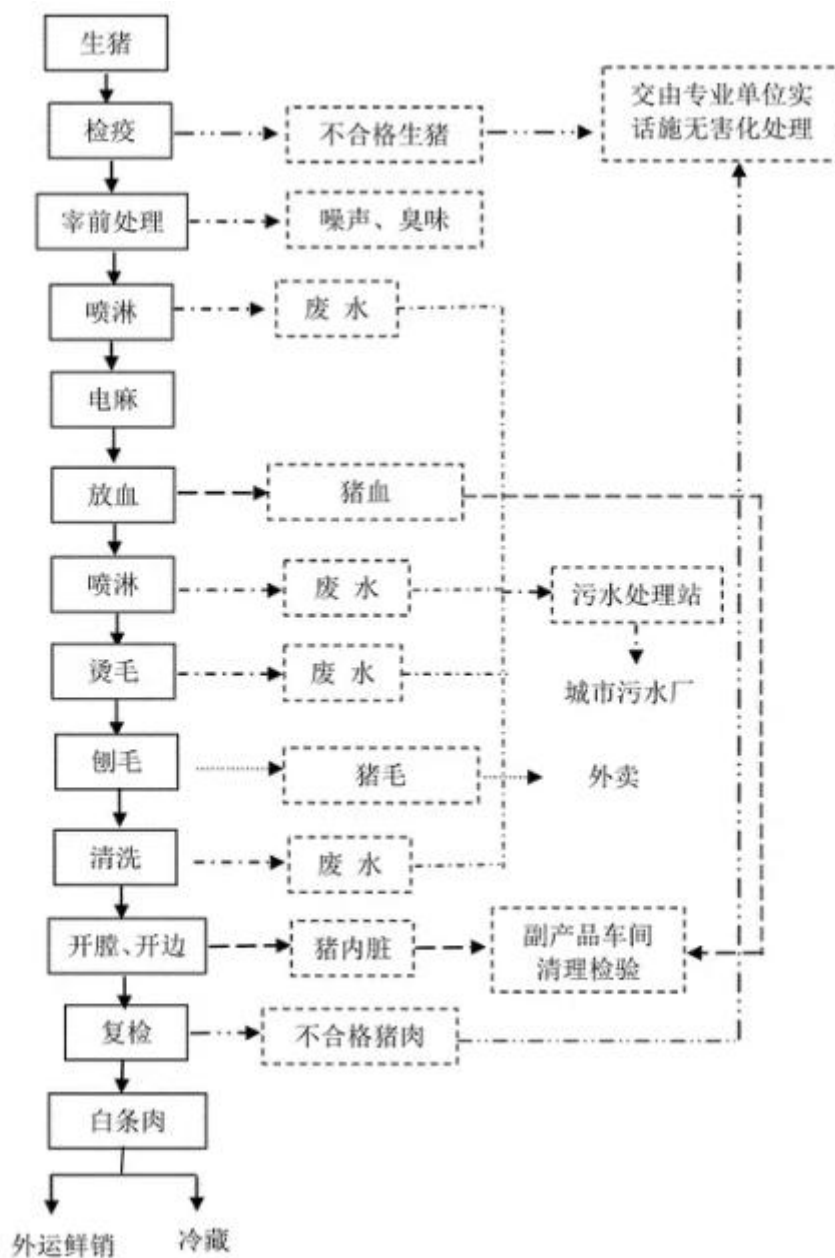 生猪
检疫
不合格生猪
交由专业单位实
话施无害化处理
宰前处理
噪声、臭味
喷淋
废 水
电麻
放血
猪血
喷淋
废 水
污水处理站
烫毛
废 水
城市污水厂
刨毛
猪毛
外卖
清洗
废 水
开膛、开边
猪内脏
副产品车间
清理检验
复检
不合格猪肉
白条肉
外运鲜销
冷藏